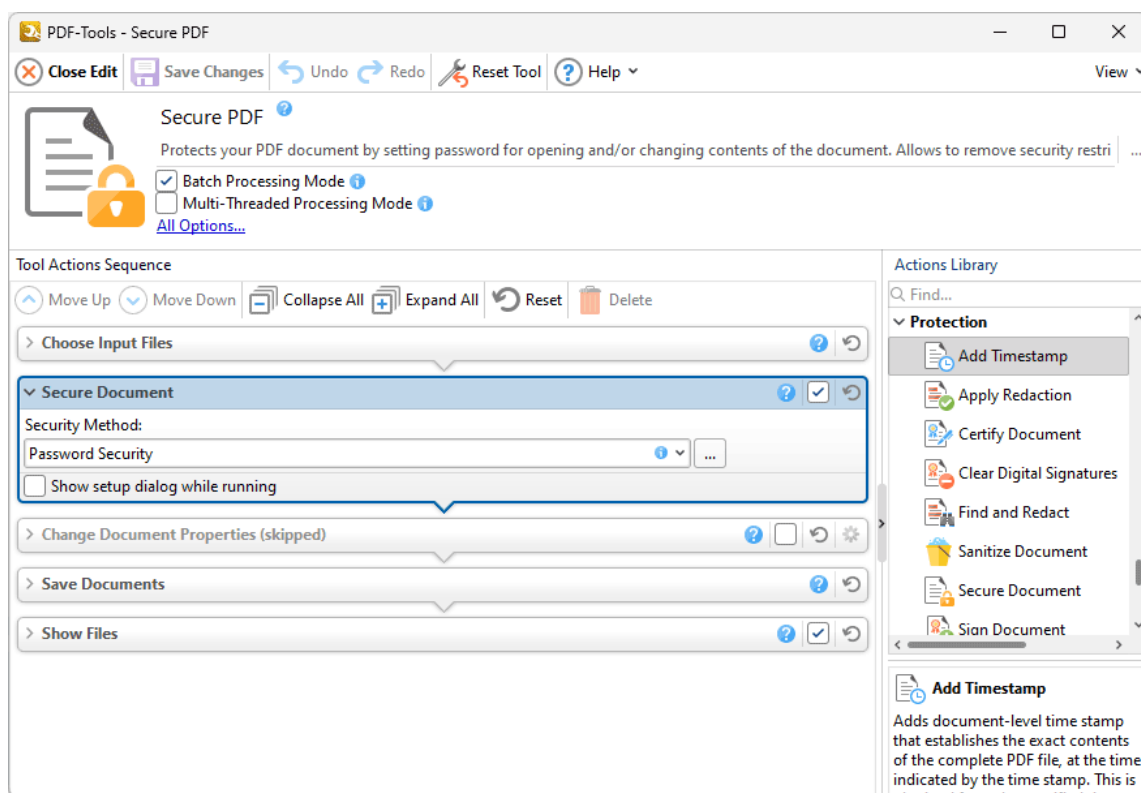 PDF-Tools - Secure PDF
Close Edit Save Changes Undo Redo Reset Tool Help View
Secure PDF
Protects your PDF document by setting password for opening and/or changing contents of the document. Allows to remove security restri ...
Batch Processing Mode
Multi-Threaded Processing Mode
All Options...
Tool Actions Sequence
Move Up Move Down Collapse All Expand All Reset Delete
Choose Input Files
Secure Document
Security Method:
Password Security ...
Show setup dialog while running
Change Document Properties (skipped)
Save Documents
Show Files
Actions Library
Find...
Protection
Add Timestamp
Apply Redaction
Certify Document
Clear Digital Signatures
Find and Redact
Sanitize Document
Secure Document
Sign Document
Add Timestamp
Adds document-level time stamp
that establishes the exact contents
of the complete PDF file, at the time
indicated by the time stamp. This is